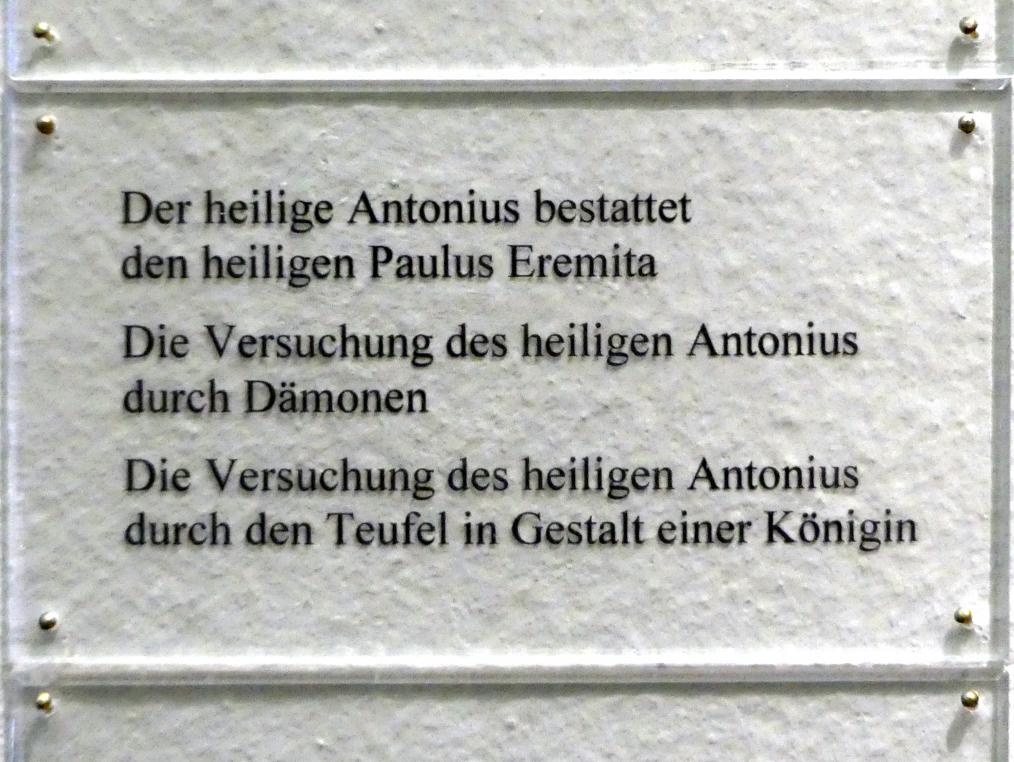 Der heilige Antonius bestattet
den heiligen Paulus Eremita
Die Versuchung des heiligen Antonius
durch Dämonen
Die Versuchung des heiligen Antonius
durch den Teufel in Gestalt einer Königin